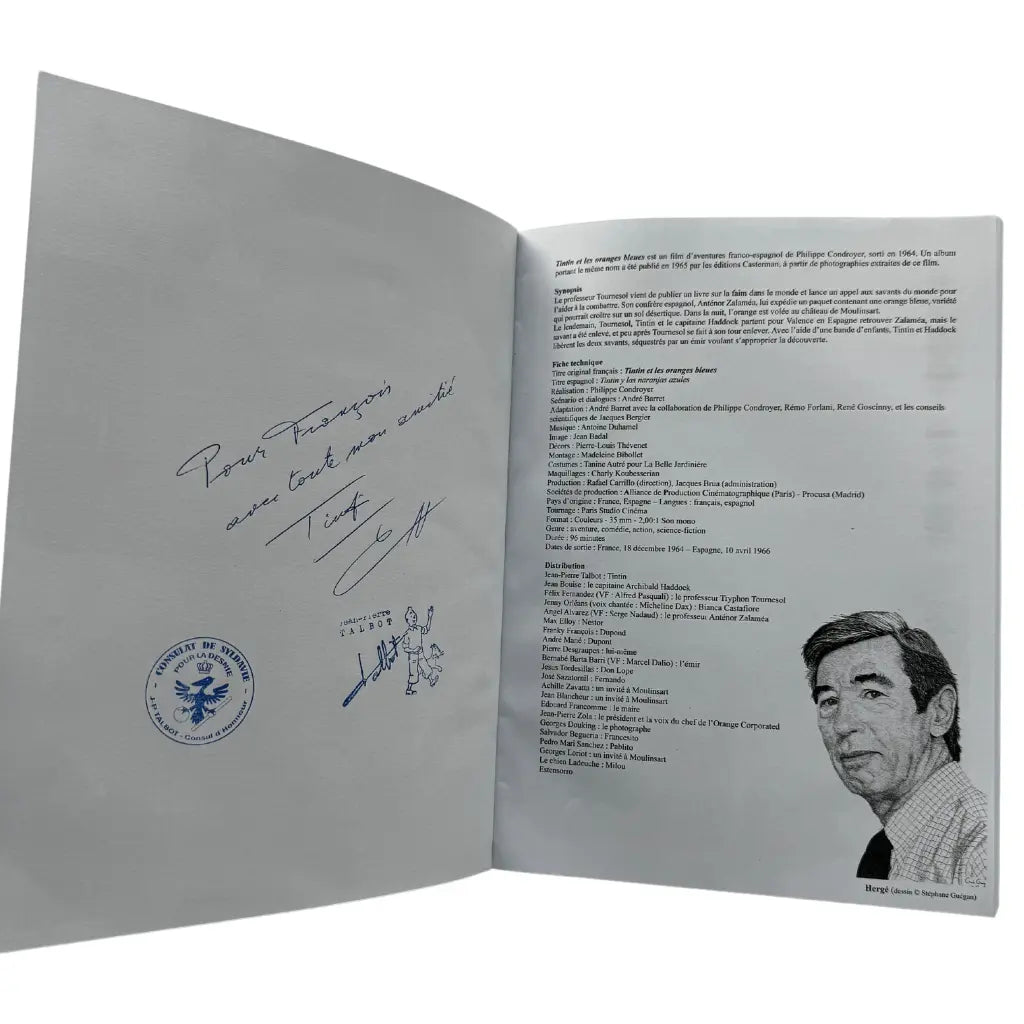 Pour François
avec toute mon amitié
Tintin
Jean-Pierre
TALBOT
Talbot
CONSULAT DE SYLDAVIE
POUR LA DESNIE
J-P TALBOT - Consul d'Honneur
Tintin et les oranges bleues est un film d'aventures franco-espagnol de Philippe Condroyer, sorti en 1964. Un album
portant le même nom a été publié en 1965 par les éditions Casterman, à partir de photographies extraites de ce film.
Synopsis
Le professeur Tournesol vient de publier un livre sur la faim dans le monde et lance un appel aux savants du monde pour
l'aider à la combattre. Son confrère espagnol, Anténor Zalaméa, lui expédie un paquet contenant une orange bleue, variété
qui pourrait croître sur un sol désertique. Dans la nuit, l'orange est volée au château de Moulinsart.
Le lendemain, Tournesol, Tintin et le capitaine Haddock partent pour Valence en Espagne retrouver Zalaméa, mais le
savant a été enlevé, et peu après Tournesol se fait à son tour enlever. Avec l'aide d'une bande d'enfants, Tintin et Haddock
libèrent les deux savants, séquestrés par un émir voulant s'approprier la découverte.
Fiche technique
Titre original français : Tintin et les oranges bleues
Titre espagnol : Tintin y las naranjas azules
Réalisation : Philippe Condroyer
Scénario et dialogues : André Barret
Adaptation : André Barret avec la collaboration de Philippe Condroyer, Rémo Forlani, René Goscinny, et les conseils
scientifiques de Jacques Bergier
Musique : Antoine Duhamel
Image : Jean Badal
Décors : Pierre-Louis Thévenet
Montage : Madeleine Bibollet
Costumes : Tanine Autré pour La Belle Jardinière
Maquillages : Charly Koubesserian
Production : Rafael Carrillo (direction), Jacques Brua (administration)
Sociétés de production : Alliance de Production Cinématographique (Paris) - Procusa (Madrid)
Pays d'origine : France, Espagne – Langues : français, espagnol
Tournage : Paris Studio Cinéma
Format : Couleurs - 35 mm - 2,00:1 Son mono
Genre : aventure, comédie, action, science-fiction
Durée : 96 minutes
Dates de sortie : France, 18 décembre 1964 – Espagne, 10 avril 1966
Distribution
Jean-Pierre Talbot : Tintin
Jean Bouise : le capitaine Archibald Haddock
Félix Fernandez (VF : Alfred Pasquali) : le professeur Tryphon Tournesol
Jenny Orléans (voix chantée : Micheline Dax) : Bianca Castafiore
Angel Alvarez (VF : Serge Nadaud) : le professeur Anténor Zalaméa
Max Elloy : Nestor
Franky François : Dupond
André Marié : Dupont
Pierre Desgraupes : lui-même
Bernabé Barta Barri (VF : Marcel Dalio) : l'émir
Jesus Tordesillas : Don Lope
José Sazatornil : Fernando
Achille Zavatta : un invité à Moulinsart
Jean Blancheur : un invité à Moulinsart
Edouard Francomme : le maire
Jean-Pierre Zola : le président et la voix du chef de l'Orange Corporated
Georges Douking : le photographe
Salvador Begueria : Francesito
Pedro Mari Sanchez : Pablito
Georges Loriot : un invité à Moulinsart
Le chien Ladouche : Milou
Estensorro
Hergé (dessin © Stéphane Guégan)